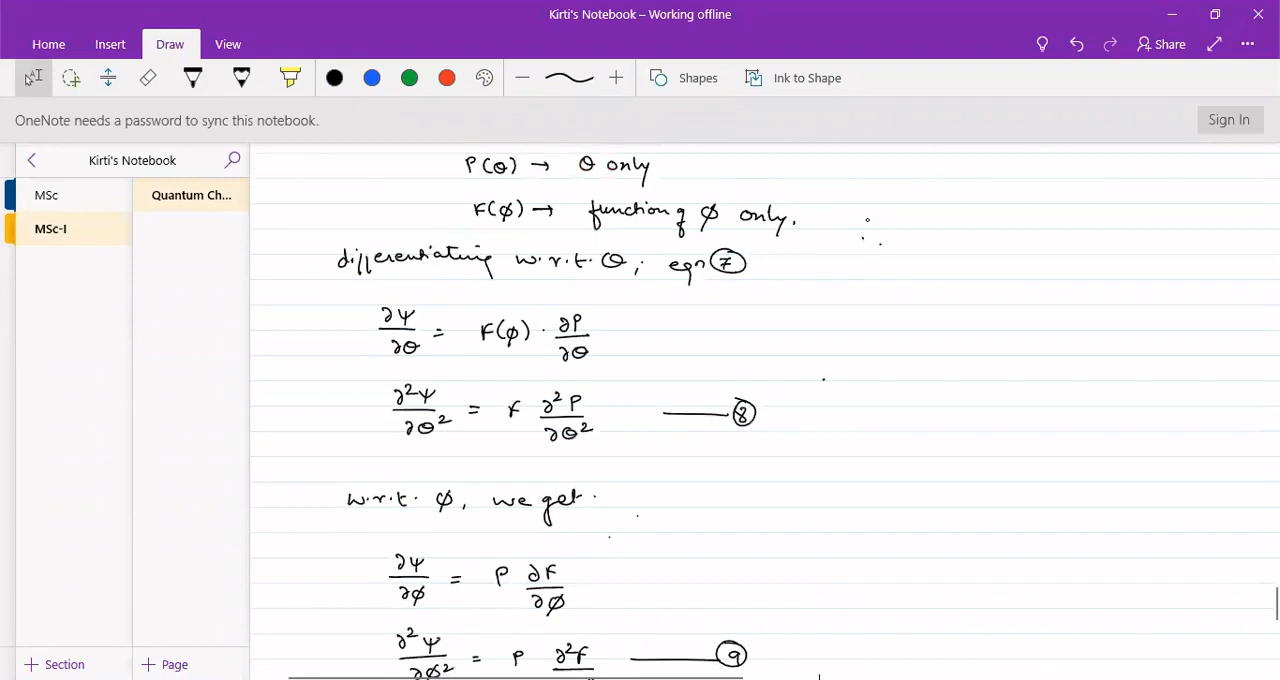 Kirti's Notebook – Working offline
Home Insert Draw View
Share
Shapes Ink to Shape
OneNote needs a password to sync this notebook.
Sign In
Kirti's Notebook
MSc
Quantum Ch...
MSc-I
P(θ) → θ only
F(ϕ) → function of ϕ only.
differentiating w.r.t. θ, eqn ⑦
∂ψ/∂θ = F(ϕ) · ∂P/∂θ
∂²ψ/∂θ² = F ∂²P/∂θ² —— ⑧
w.r.t. ϕ, we get.
∂ψ/∂ϕ = P ∂F/∂ϕ
∂²ψ/∂ϕ² = P ∂²F —— ⑨
+ Section + Page